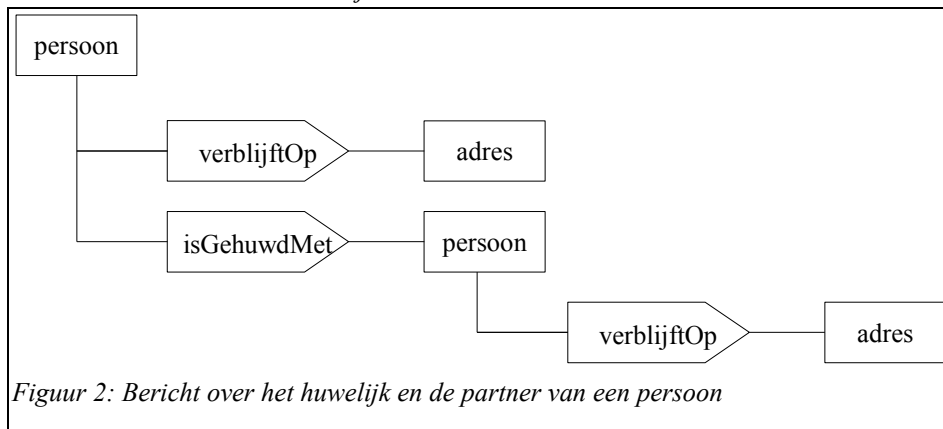 persoon
verblijftOp
adres
isGehuwdMet
persoon
verblijftOp
adres
Figuur 2: Bericht over het huwelijk en de partner van een persoon